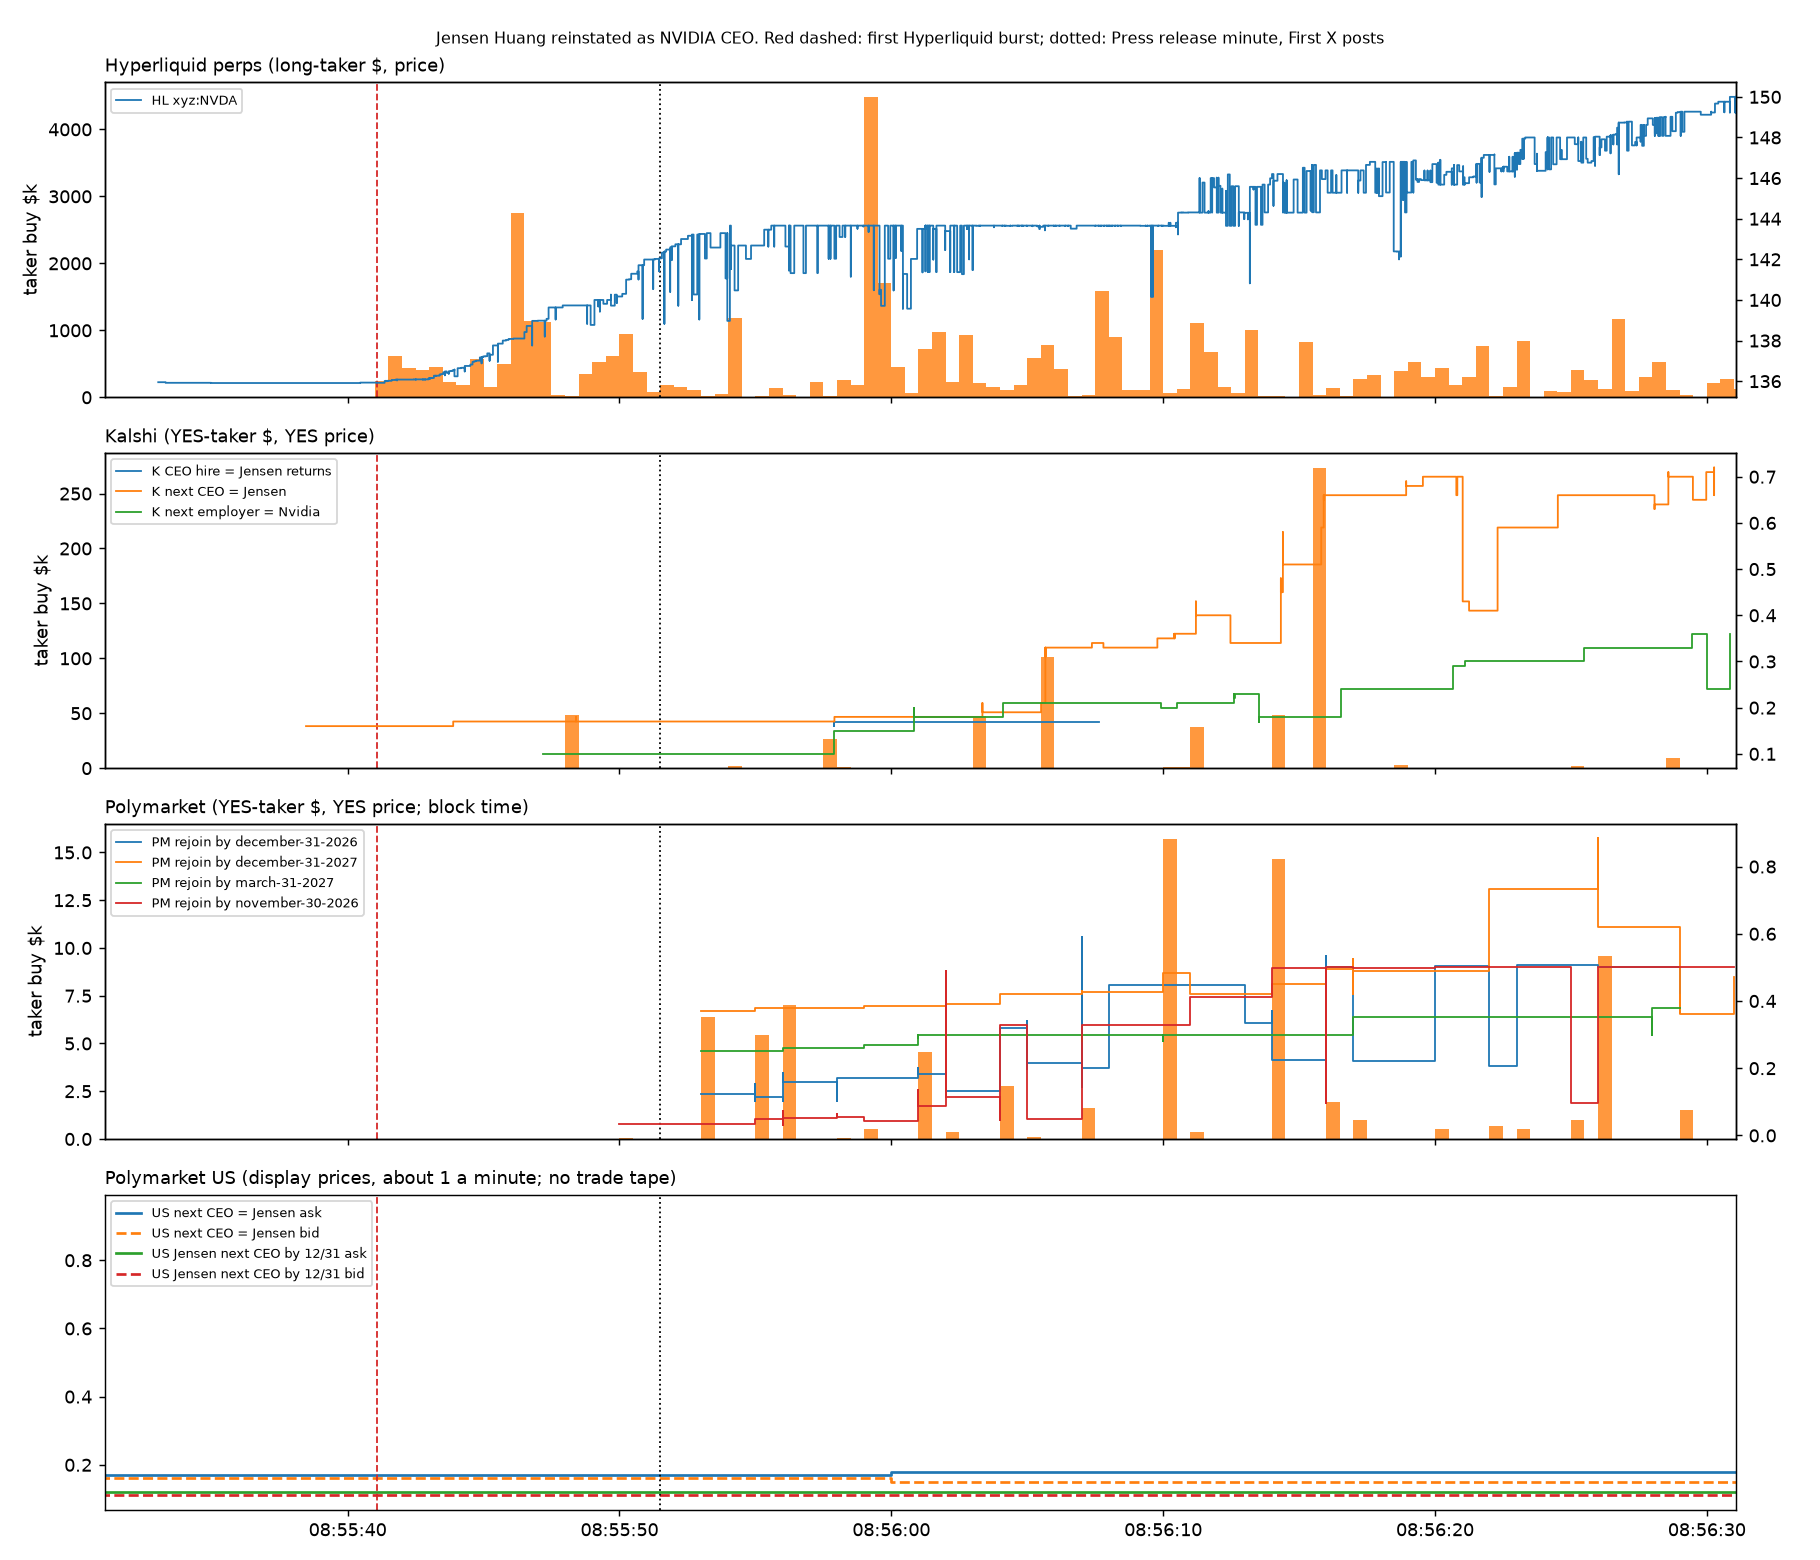 Jensen Huang reinstated as NVIDIA CEO. Red dashed: first Hyperliquid burst; dotted: Press release minute, First X posts
Hyperliquid perps (long-taker $, price)
HL xyz:NVDA
taker buy $k
4000
3000
2000
1000
0
150
148
146
144
142
140
138
136
Kalshi (YES-taker $, YES price)
K CEO hire = Jensen returns
K next CEO = Jensen
K next employer = Nvidia
taker buy $k
250
200
150
100
50
0
0.7
0.6
0.5
0.4
0.3
0.2
0.1
Polymarket (YES-taker $, YES price; block time)
PM rejoin by december-31-2026
PM rejoin by december-31-2027
PM rejoin by march-31-2027
PM rejoin by november-30-2026
taker buy $k
15.0
12.5
10.0
7.5
5.0
2.5
0.0
0.8
0.6
0.4
0.2
0.0
Polymarket US (display prices, about 1 a minute; no trade tape)
US next CEO = Jensen ask
US next CEO = Jensen bid
US Jensen next CEO by 12/31 ask
US Jensen next CEO by 12/31 bid
0.8
0.6
0.4
0.2
08:55:40
08:55:50
08:56:00
08:56:10
08:56:20
08:56:30